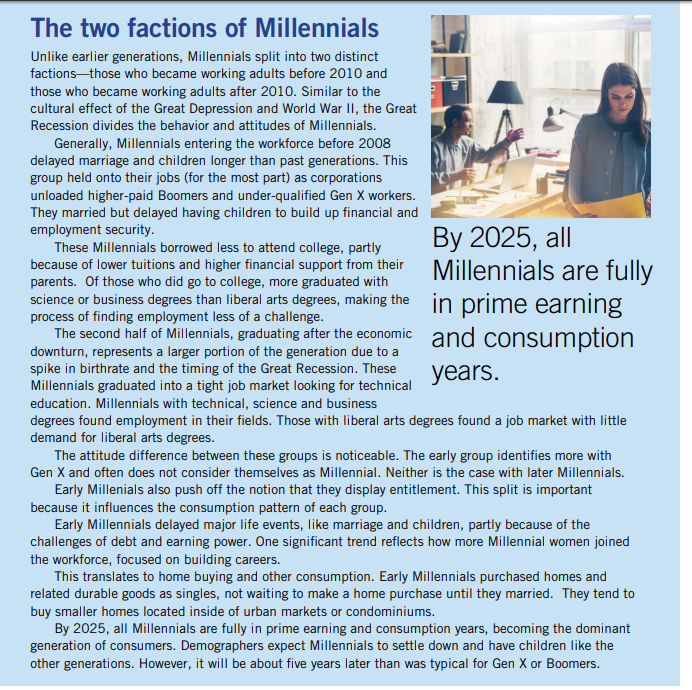 The two factions of Millennials
Unlike earlier generations, Millennials split into two distinct
factions—those who became working adults before 2010 and
those who became working adults after 2010. Similar to the
cultural effect of the Great Depression and World War II, the Great
Recession divides the behavior and attitudes of Millennials.
Generally, Millennials entering the workforce before 2008
delayed marriage and children longer than past generations. This
group held onto their jobs (for the most part) as corporations
unloaded higher-paid Boomers and under-qualified Gen X workers.
They married but delayed having children to build up financial and
employment security.
These Millennials borrowed less to attend college, partly
because of lower tuitions and higher financial support from their
parents.  Of those who did go to college, more graduated with
science or business degrees than liberal arts degrees, making the
process of finding employment less of a challenge.
The second half of Millennials, graduating after the economic
downturn, represents a larger portion of the generation due to a
spike in birthrate and the timing of the Great Recession. These
Millennials graduated into a tight job market looking for technical
education. Millennials with technical, science and business
degrees found employment in their fields. Those with liberal arts degrees found a job market with little
demand for liberal arts degrees.
The attitude difference between these groups is noticeable. The early group identifies more with
Gen X and often does not consider themselves as Millennial. Neither is the case with later Millennials.
Early Millenials also push off the notion that they display entitlement. This split is important
because it influences the consumption pattern of each group.
Early Millennials delayed major life events, like marriage and children, partly because of the
challenges of debt and earning power. One significant trend reflects how more Millennial women joined
the workforce, focused on building careers.
This translates to home buying and other consumption. Early Millennials purchased homes and
related durable goods as singles, not waiting to make a home purchase until they married.  They tend to
buy smaller homes located inside of urban markets or condominiums.
By 2025, all Millennials are fully in prime earning and consumption years, becoming the dominant
generation of consumers. Demographers expect Millennials to settle down and have children like the
other generations. However, it will be about five years later than was typical for Gen X or Boomers.
By 2025, all
Millennials are fully
in prime earning
and consumption
years.